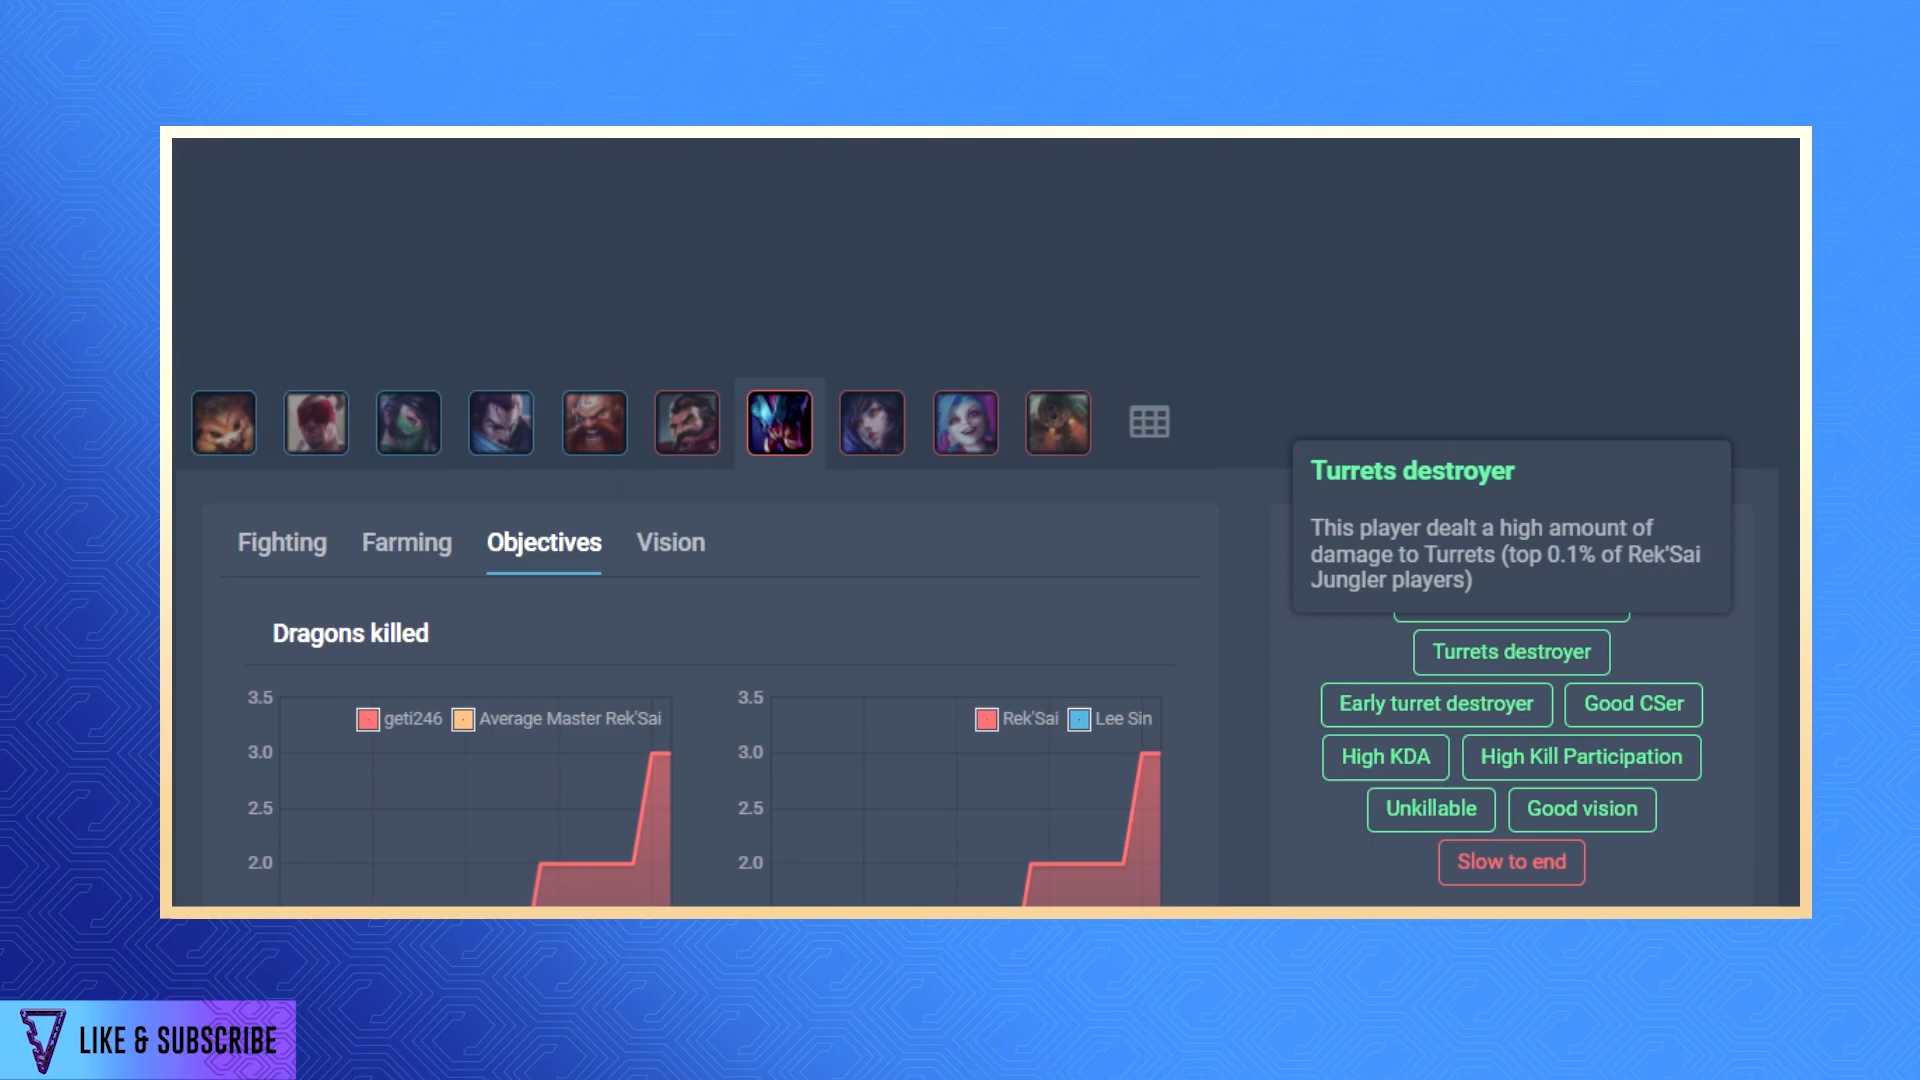 Turrets destroyer
This player dealt a high amount of
damage to Turrets (top 0.1% of Rek'Sai
Jungler players)
Fighting Farming Objectives Vision
Dragons killed
3.5
geti246 Average Master Rek'Sai
3.0
2.5
2.0
3.5
Rek'Sai Lee Sin
3.0
2.5
2.0
Turrets destroyer
Early turret destroyer Good CSer
High KDA High Kill Participation
Unkillable Good vision
Slow to end
LIKE & SUBSCRIBE